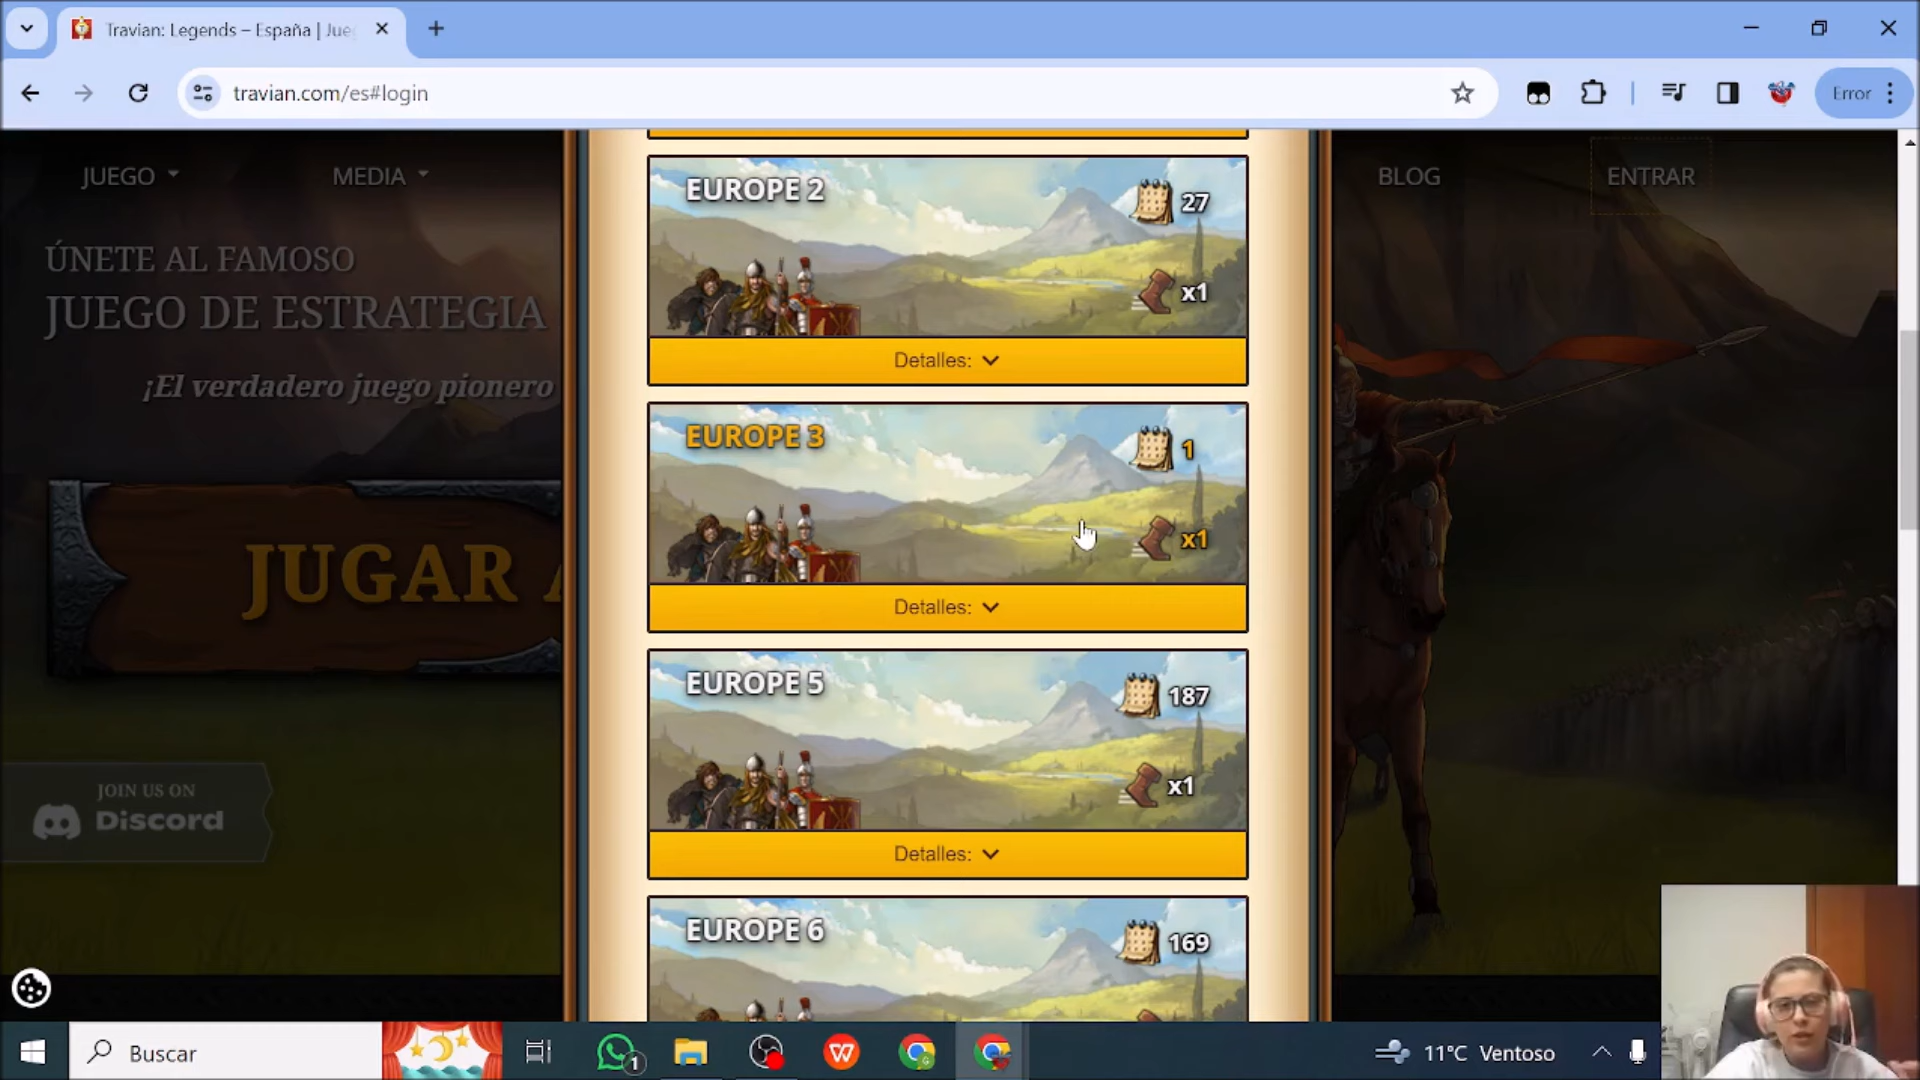 Travian: Legends – España | Jue
travian.com/es#login
Error
JUEGO
MEDIA
BLOG
ENTRAR
ÚNETE AL FAMOSO
JUEGO DE ESTRATEGIA
¡El verdadero juego pionero
JUGAR A
JOIN US ON
Discord
EUROPE 2
27
x1
Detalles:
EUROPE 3
1
x1
Detalles:
EUROPE 5
187
x1
Detalles:
EUROPE 6
169
Buscar
1
11°C Ventoso